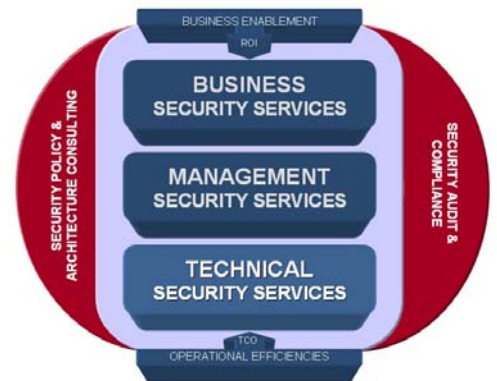 BUSINESS ENABLEMENT
ROI
SECURITY POLICY &
ARCHITECTURE CONSULTING
BUSINESS
SECURITY SERVICES
MANAGEMENT
SECURITY SERVICES
TECHNICAL
SECURITY SERVICES
SECURITY AUDIT &
COMPLIANCE
TCO
OPERATIONAL EFFICIENCIES